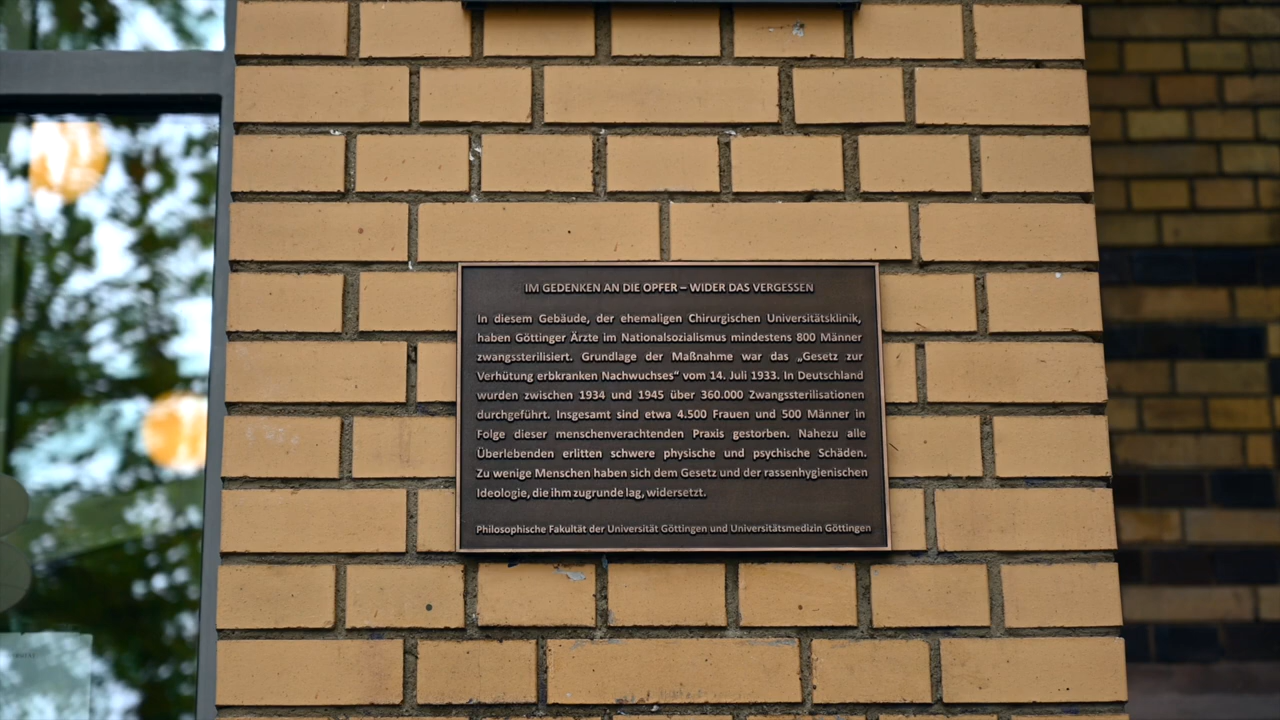 IM GEDENKEN AN DIE OPFER – WIDER DAS VERGESSEN
In diesem Gebäude, der ehemaligen Chirurgischen Universitätsklinik,
haben Göttinger Ärzte im Nationalsozialismus mindestens 800 Männer
zwangssterilisiert. Grundlage der Maßnahme war das „Gesetz zur
Verhütung erbkranken Nachwuchses“ vom 14. Juli 1933. In Deutschland
wurden zwischen 1934 und 1945 über 360.000 Zwangssterilisationen
durchgeführt. Insgesamt sind etwa 4.500 Frauen und 500 Männer in
Folge dieser menschenverachtenden Praxis gestorben. Nahezu alle
Überlebenden erlitten schwere physische und psychische Schäden.
Zu wenige Menschen haben sich dem Gesetz und der rassenhygienischen
Ideologie, die ihm zugrunde lag, widersetzt.
Philosophische Fakultät der Universität Göttingen und Universitätsmedizin Göttingen